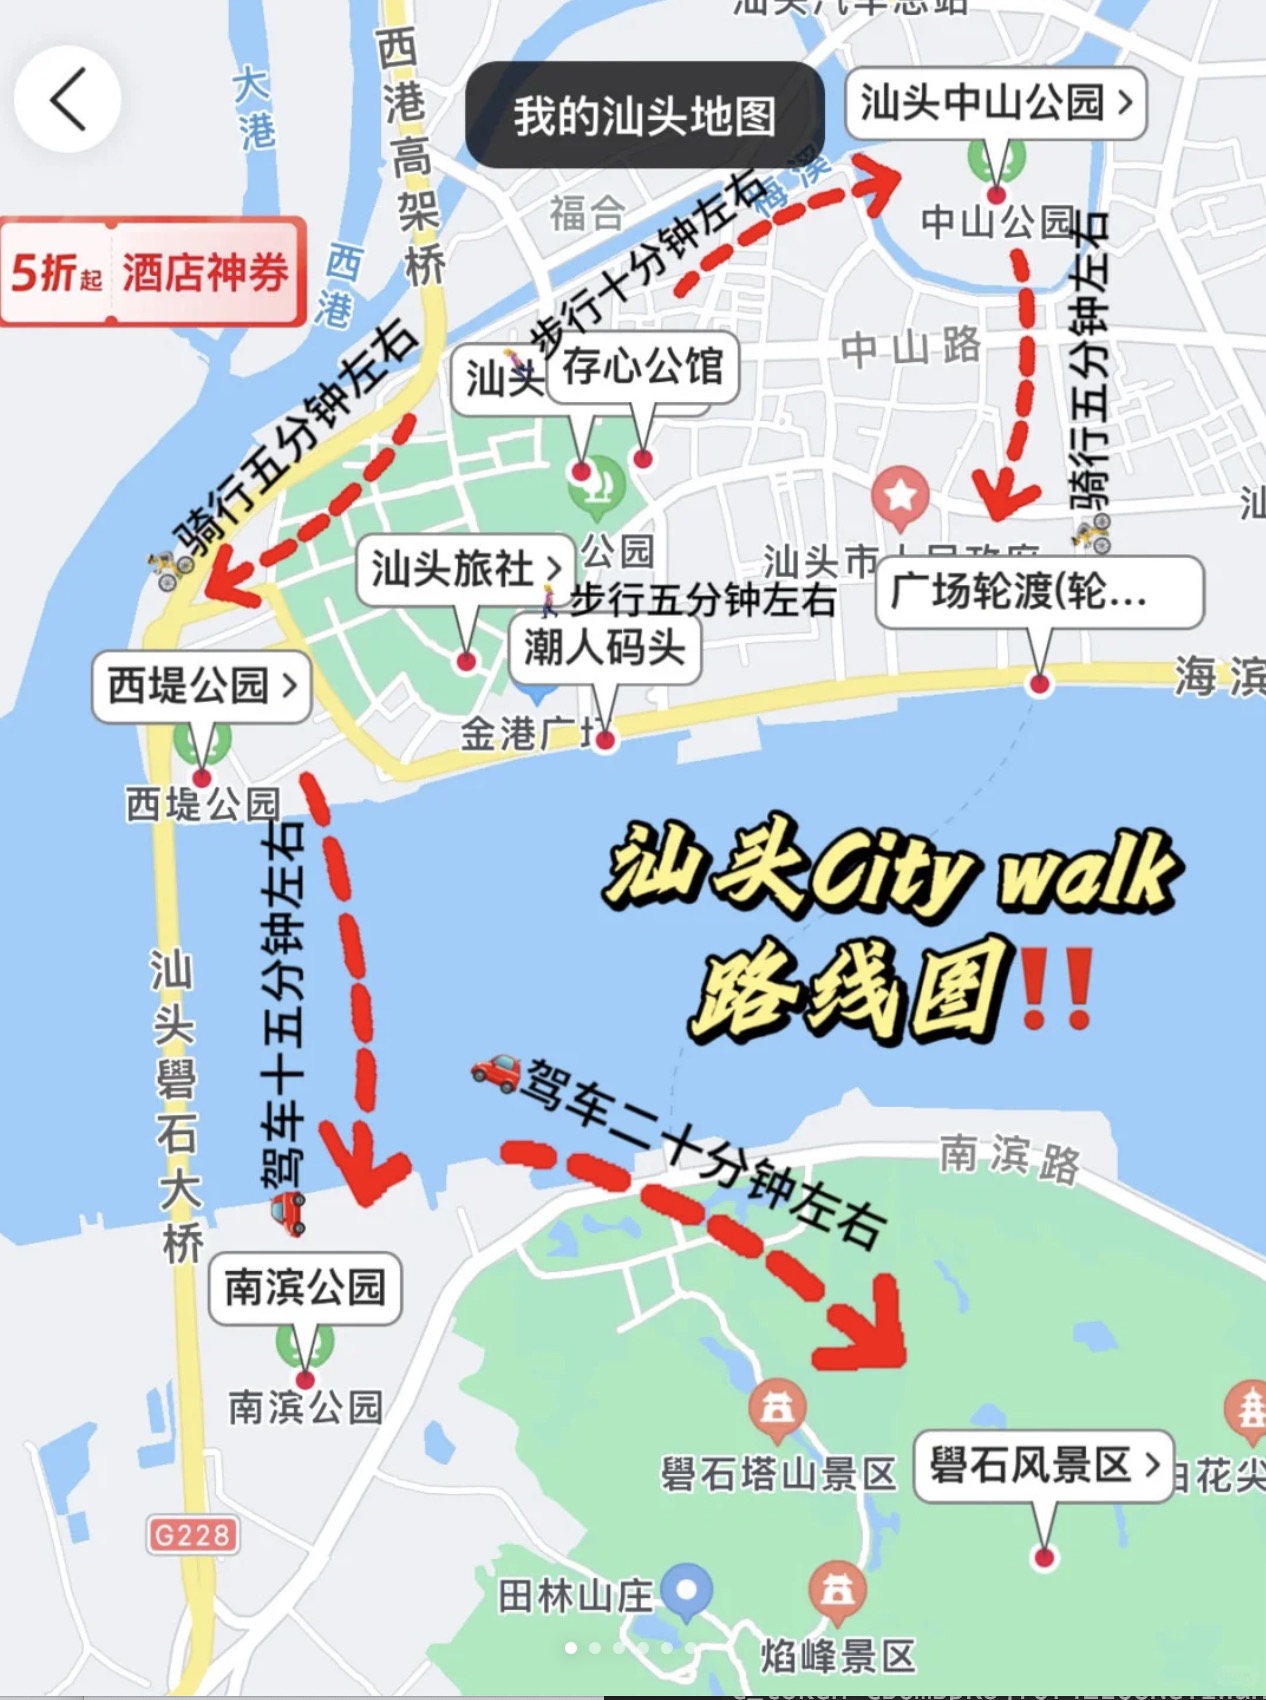 大港
西港高架桥
我的汕头地图
汕头中山公园
梅溪
福合
中山公园
5折起 酒店神券
西港
步行十分钟左右
骑行五分钟左右
骑行五分钟左右
中山路
汕头
存心公馆
公园
汕头旅社
步行五分钟左右
潮人码头
广场轮渡(轮...
西堤公园
金港广场
海滨
西堤公园
汕头City walk
路线图‼️
驾车十五分钟左右
汕头礐石大桥
驾车二十分钟左右
南滨路
南滨公园
南滨公园
礐石塔山景区
礐石风景区
白花尖
G228
田林山庄
焰峰景区